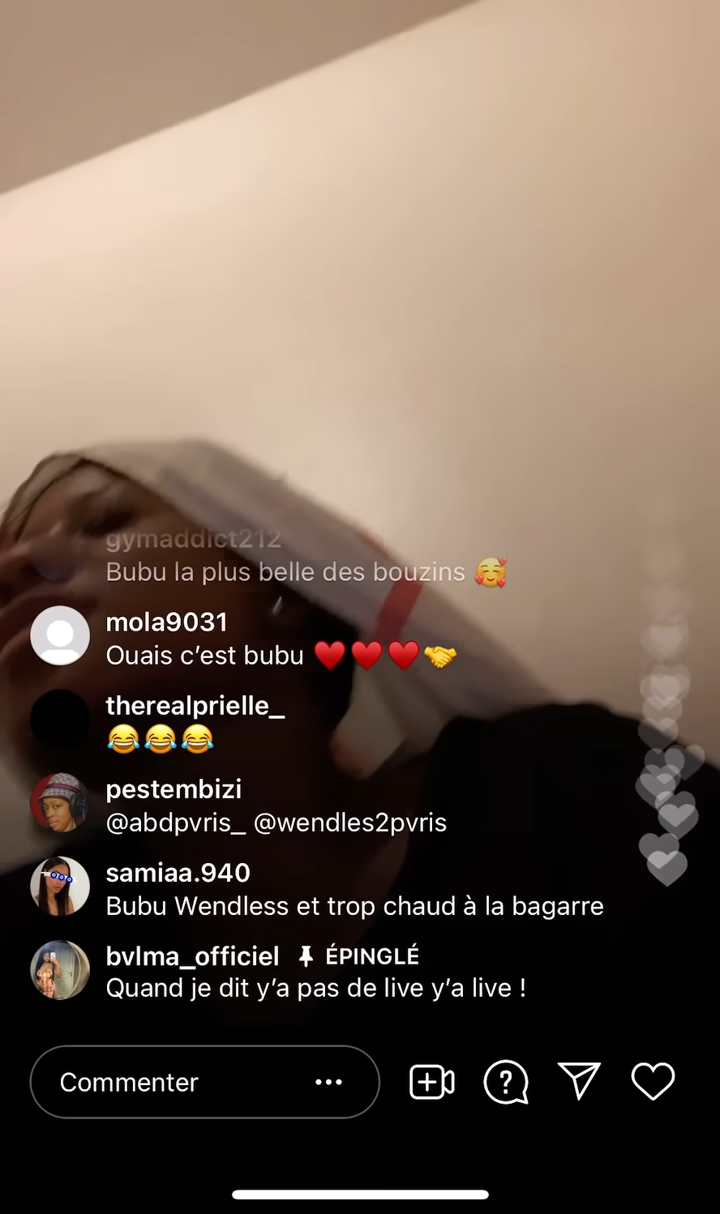 gymaddict212
Bubu la plus belle des bouzins 🥰
mola9031
Ouais c’est bubu ❤️❤️❤️🤝
therealprielle_
😂😂😂
pestembizi
@abdpvris_ @wendles2pvris
samiaa.940
Bubu Wendless et trop chaud à la bagarre
bvlma_officiel 📌 ÉPINGLÉ
Quand je dit y’a pas de live y’a live !
Commenter ...